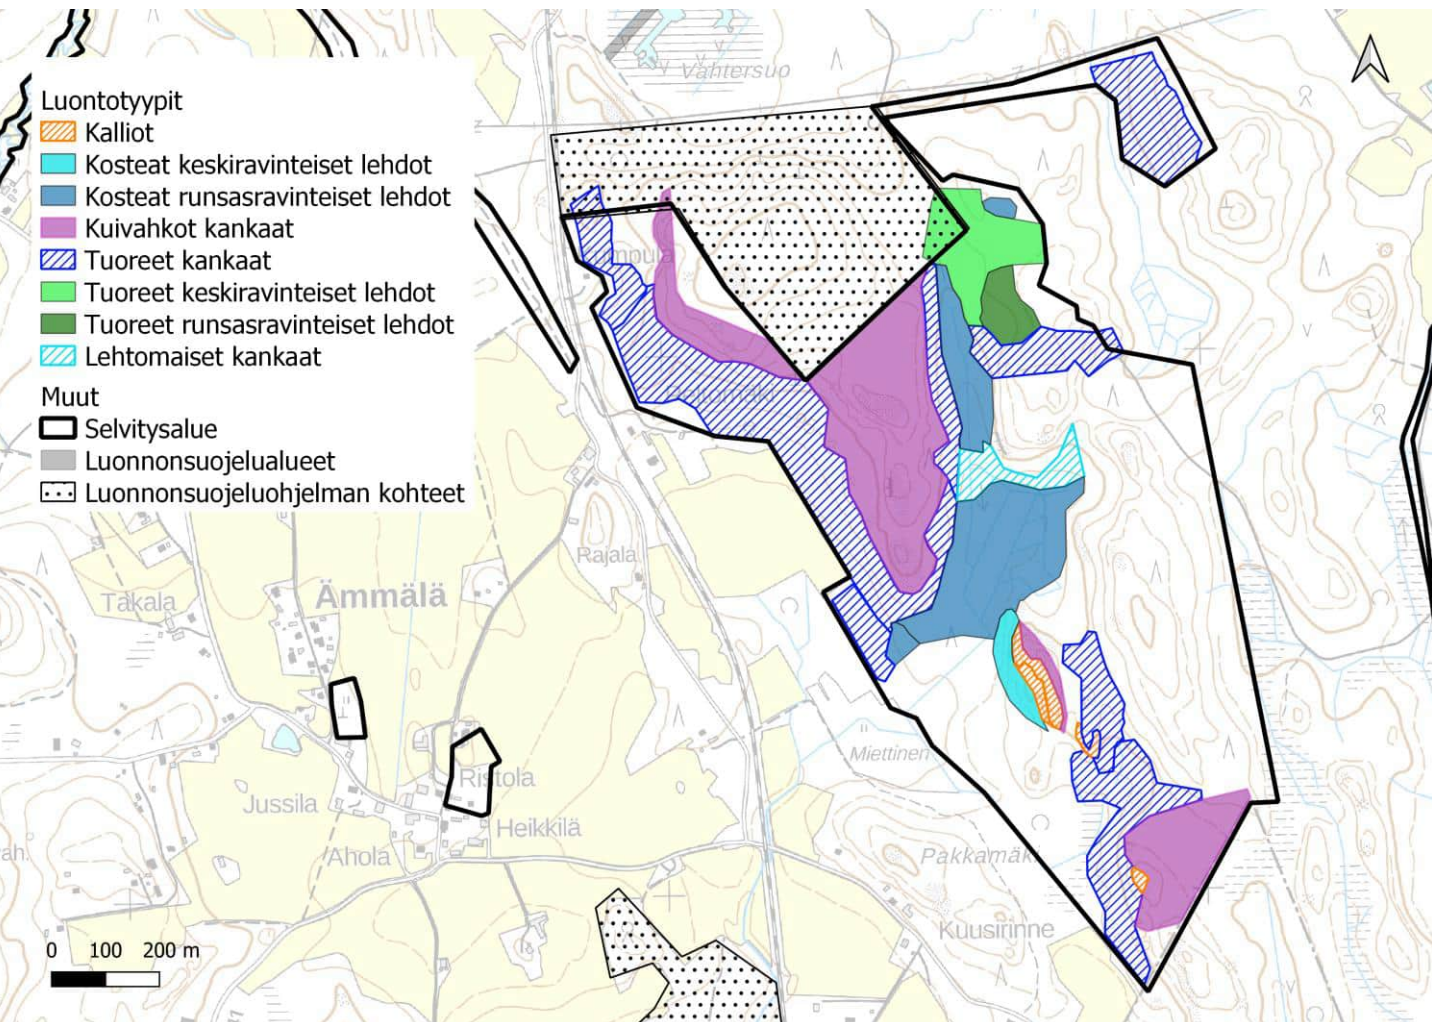 Vahtersuo
Luontotyypit
Kalliot
Kosteat keskiravinteiset lehdot
Kosteat runsasravinteiset lehdot
Kuivahkot kankaat
Tuoreet kankaat
Tuoreet keskiravinteiset lehdot
Tuoreet runsasravinteiset lehdot
Lehtomaiset kankaat
Muut
Selvitysalue
Luonnonsuojelualueet
Luonnonsuojeluohjelman kohteet
Rajala
Takala
Ämmälä
Miettinen
Ristola
Jussila
Heikkilä
Ahola
Pakkamäki
Kuusirinne
0 100 200 m